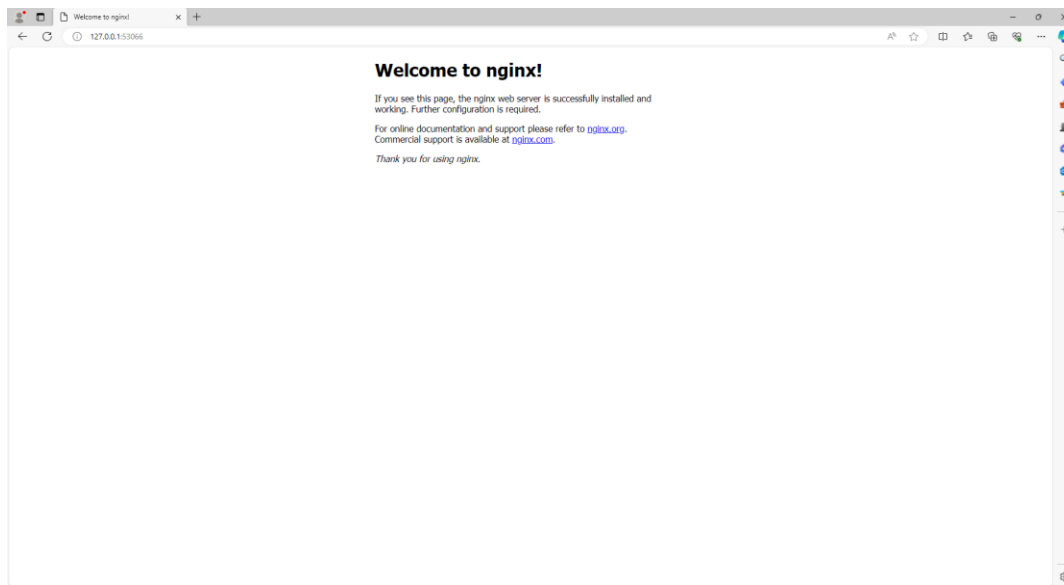 Welcome to nginx!
127.0.0.1:53066
Welcome to nginx!
If you see this page, the nginx web server is successfully installed and
working. Further configuration is required.
For online documentation and support please refer to nginx.org.
Commercial support is available at nginx.com.
Thank you for using nginx.